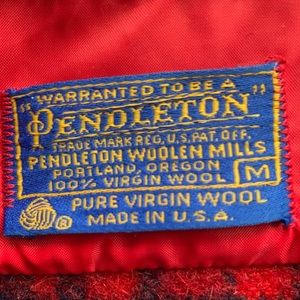 "WARRANTED TO BE A"
"PENDLETON"
TRADE MARK REG. U.S. PAT. OFF.
PENDLETON WOOLEN MILLS
PORTLAND, OREGON
100% VIRGIN WOOL
M
PURE VIRGIN WOOL
® MADE IN U.S.A.